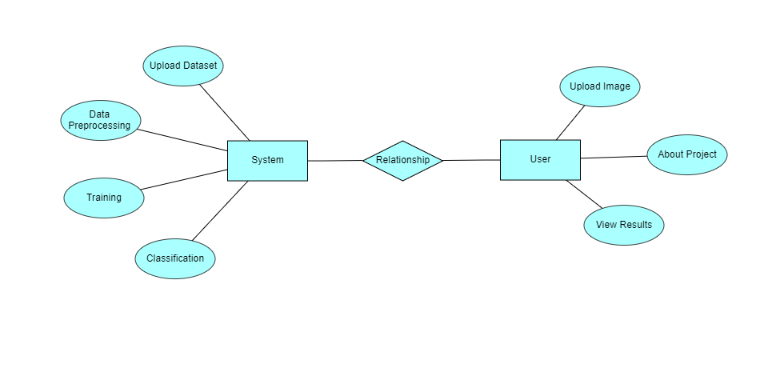 Upload Dataset
Upload Image
Data
Preprocessing
About Project
System
Relationship
User
Training
View Results
Classification